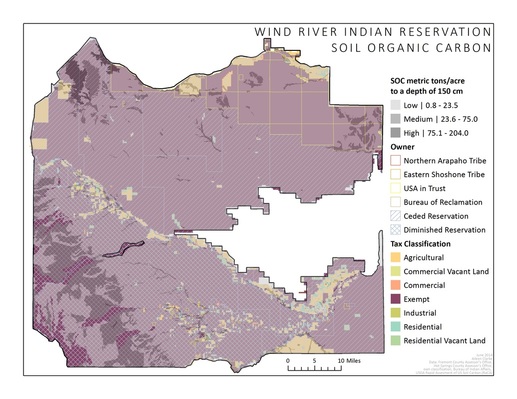 WIND RIVER INDIAN RESERVATION
SOIL ORGANIC CARBON
SOC metric tons/acre
to a depth of 150 cm
Low | 0.8 - 23.5
Medium | 23.6 - 75.0
High | 75.1 - 204.0
Owner
Northern Arapaho Tribe
Eastern Shoshone Tribe
USA in Trust
Bureau of Reclamation
Ceded Reservation
Diminished Reservation
Tax Classification
Agricultural
Commercial Vacant Land
Commercial
Exempt
Industrial
Residential
Residential Vacant Land
0 5 10 Miles